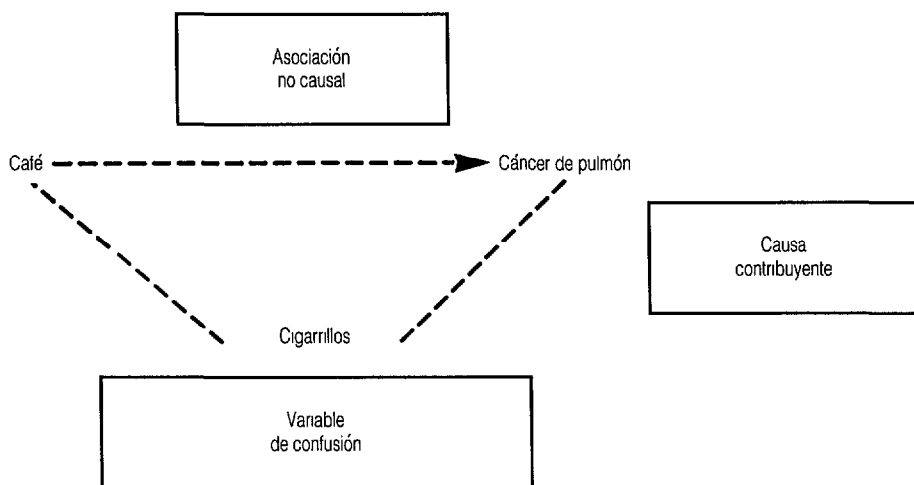 Asociación
no causal
Café
Cáncer de pulmón
Causa
contribuyente
Cigarrillos
Variable
de confusión